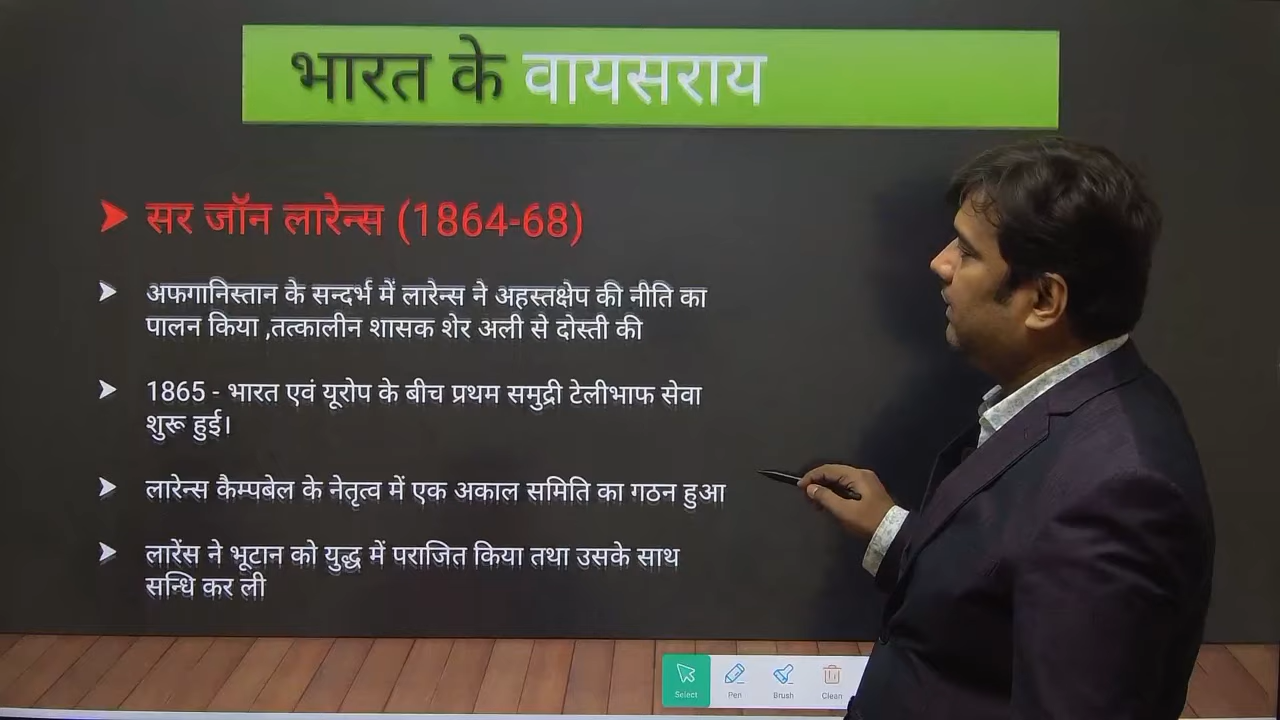 भारत के वायसराय
सर जॉन लारेन्स (1864-68)
अफगानिस्तान के सन्दर्भ में लारेन्स ने अहस्तक्षेप की नीति का
पालन किया ,तत्कालीन शासक शेर अली से दोस्ती की
1865 - भारत एवं यूरोप के बीच प्रथम समुद्री टेलीभाफ सेवा
शुरू हुई।
लारेन्स कैम्पबेल के नेतृत्व में एक अकाल समिति का गठन हुआ
लारेंस ने भूटान को युद्ध में पराजित किया तथा उसके साथ
सन्धि कर ली
Select Pen Brush Clean